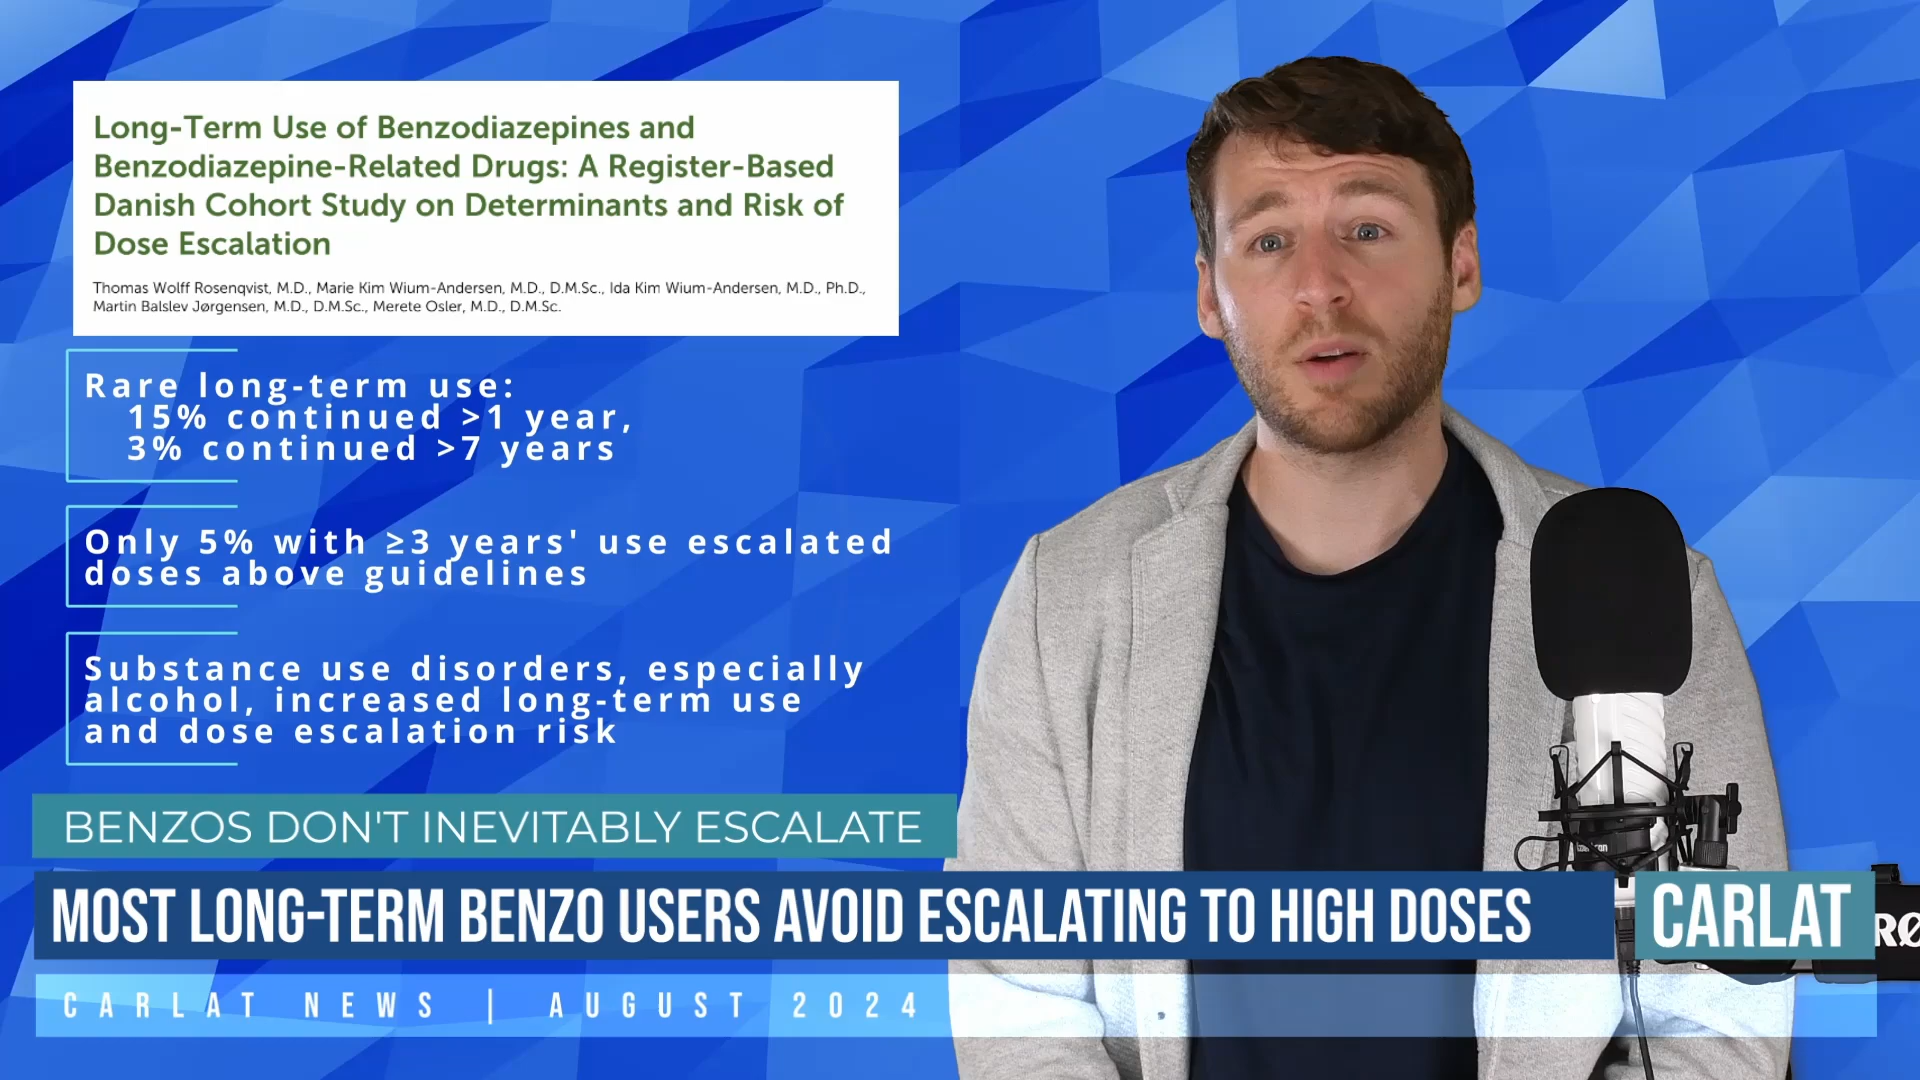 Long-Term Use of Benzodiazepines and
Benzodiazepine-Related Drugs: A Register-Based
Danish Cohort Study on Determinants and Risk of
Dose Escalation
Thomas Wolff Rosenqvist, M.D., Marie Kim Wium-Andersen, M.D., D.M.Sc., Ida Kim Wium-Andersen, M.D., Ph.D.,
Martin Balslev Jørgensen, M.D., D.M.Sc., Merete Osler, M.D., D.M.Sc.
Rare long-term use:
15% continued >1 year,
3% continued >7 years
Only 5% with ≥3 years' use escalated
doses above guidelines
Substance use disorders, especially
alcohol, increased long-term use
and dose escalation risk
BENZOS DON'T INEVITABLY ESCALATE
MOST LONG-TERM BENZO USERS AVOID ESCALATING TO HIGH DOSES
CARLAT
RØ
CARLAT NEWS | AUGUST 2024